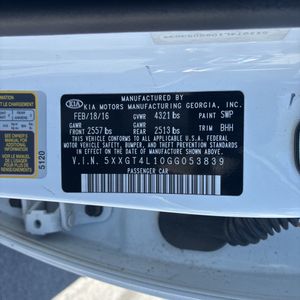 KIA KIA MOTORS MANUFACTURING GEORGIA, INC.
FEB/18/16 GVWR 4321 lbs PAINT SWP
GAWR GAWR
FRONT 2557 lbs REAR 2513 lbs TRIM BHH
THIS VEHICLE CONFORMS TO ALL APPLICABLE U.S. FEDERAL MOTOR
VEHICLE SAFETY, BUMPER, AND THEFT PREVENTION STANDARDS
IN EFFECT ON THE DATE OF MANUFACTURE SHOWN ABOVE.
V.I.N. 5XXGT4L10GG053839
PASSENGER CAR
5120